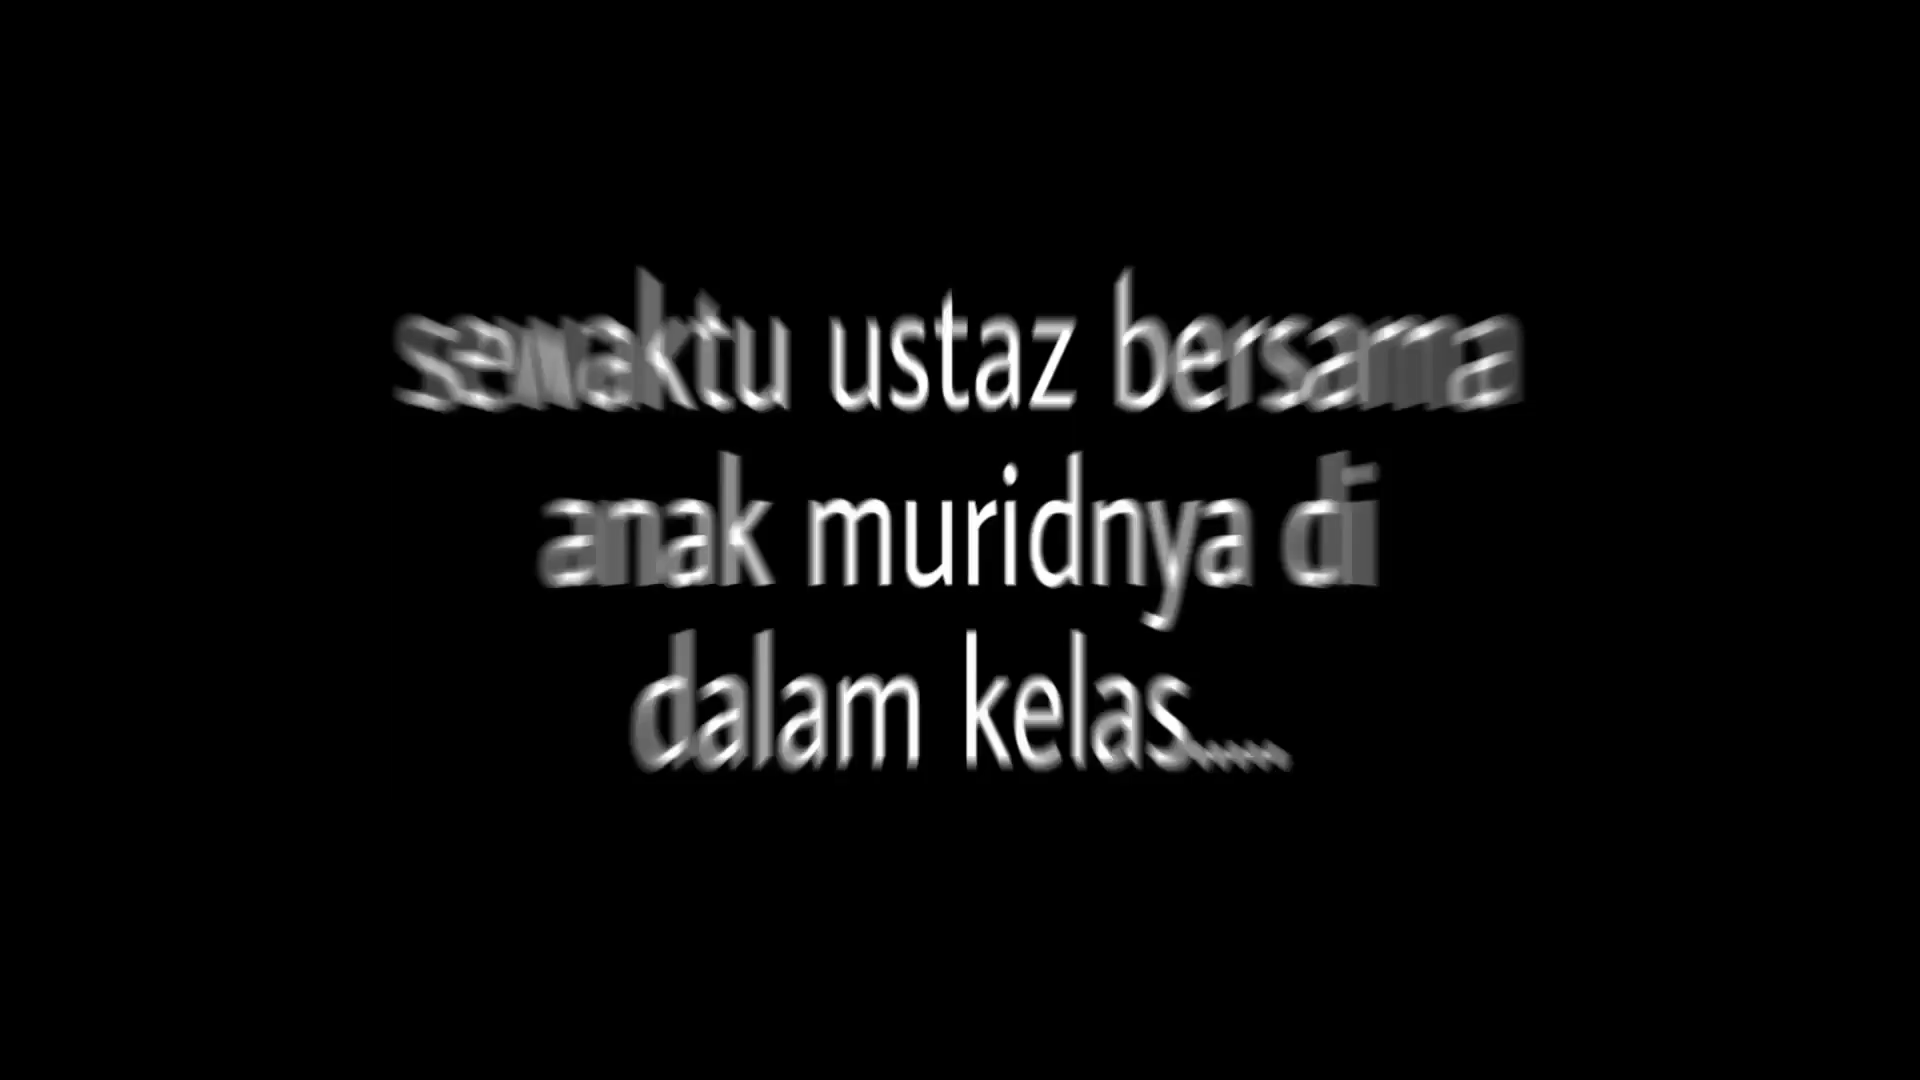 sewaktu ustaz bersama
anak muridnya di
dalam kelas....